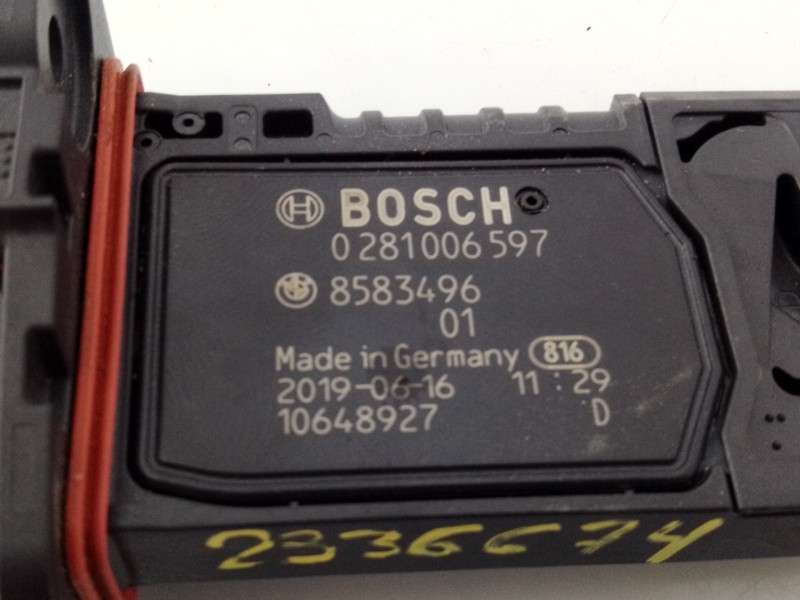 BOSCH
0 281 006 597
8583496
01
Made in Germany 816
2019-06-16 11:29
10648927 D
2336674